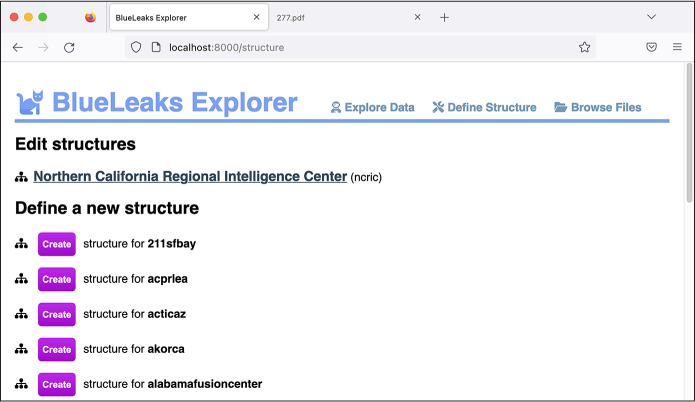 BlueLeaks Explorer
277.pdf
localhost:8000/structure
BlueLeaks Explorer
Explore Data
Define Structure
Browse Files
Edit structures
Northern California Regional Intelligence Center (ncric)
Define a new structure
Create structure for 211sfbay
Create structure for acprlea
Create structure for acticaz
Create structure for akorca
Create structure for alabamafusioncenter